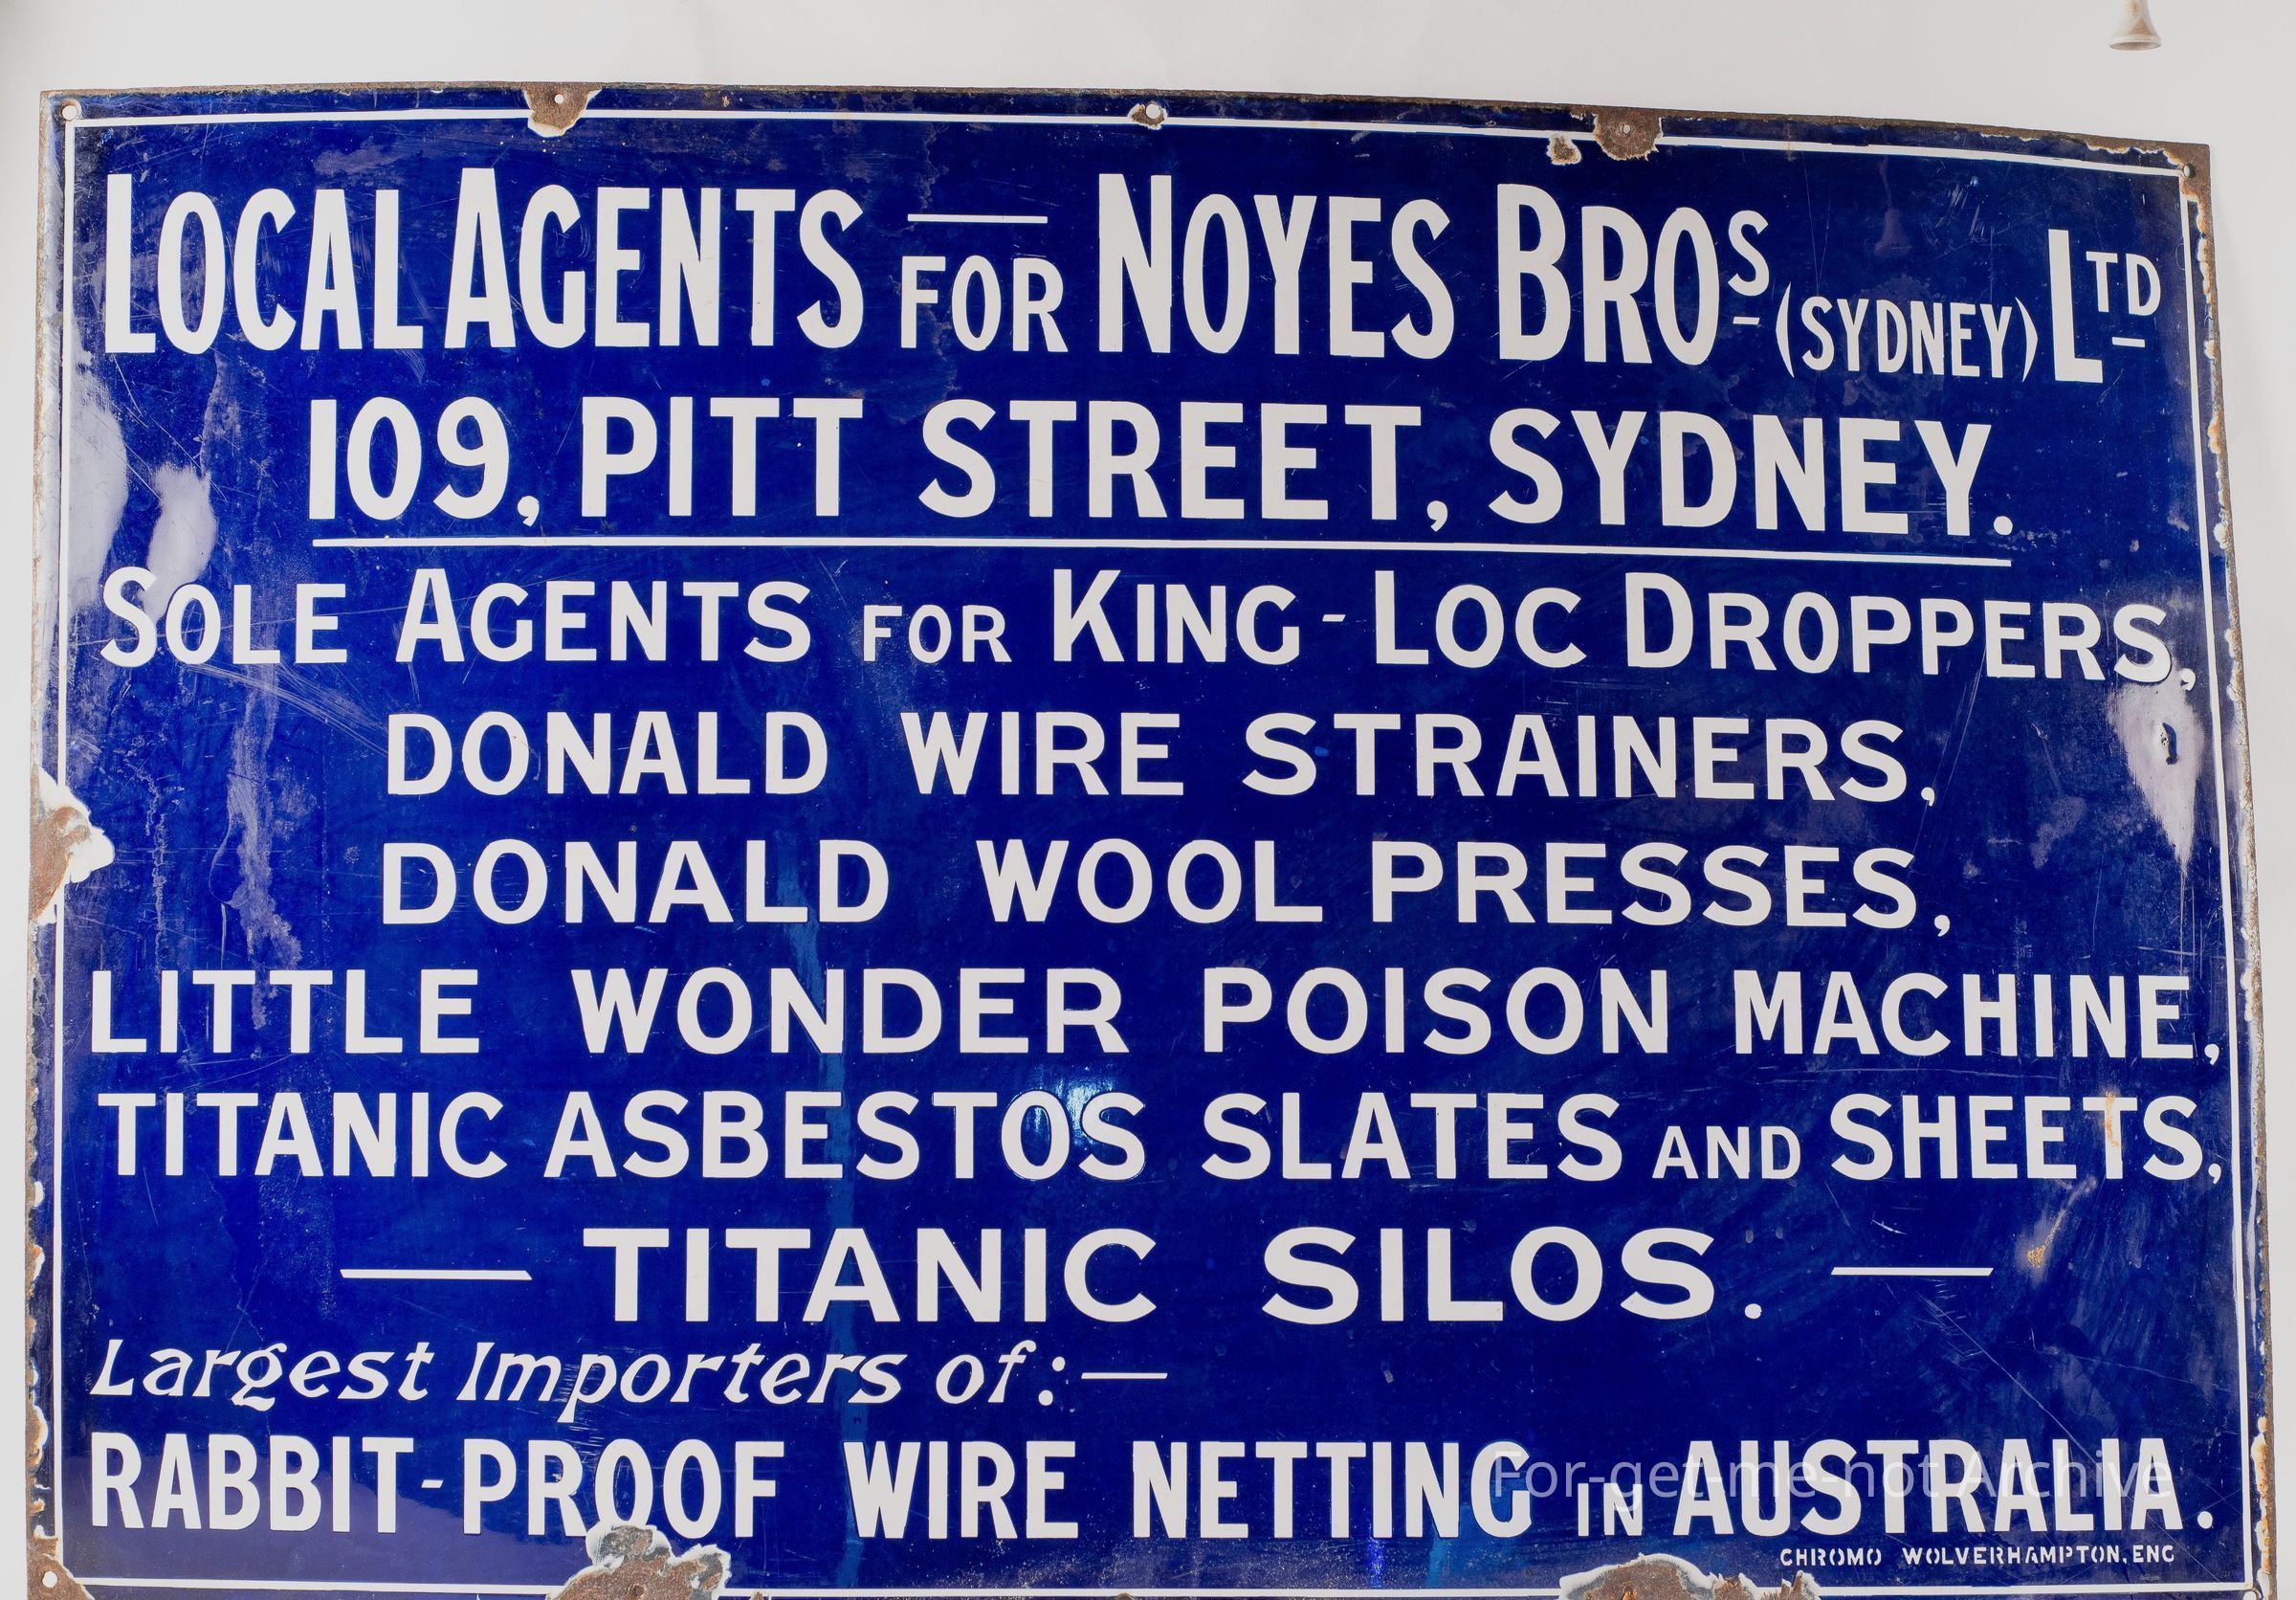 LOCAL AGENTS — FOR NOYES BROS (SYDNEY) LTD
109, PITT STREET, SYDNEY.
SOLE AGENTS FOR KING-LOC DROPPERS,
DONALD WIRE STRAINERS,
DONALD WOOL PRESSES,
LITTLE WONDER POISON MACHINE,
TITANIC ASBESTOS SLATES AND SHEETS,
— TITANIC SILOS. —
Largest Importers of:—
RABBIT-PROOF WIRE NETTING IN AUSTRALIA.
For-get-me-not Archive
CHROMO WOLVERHAMPTON, ENG